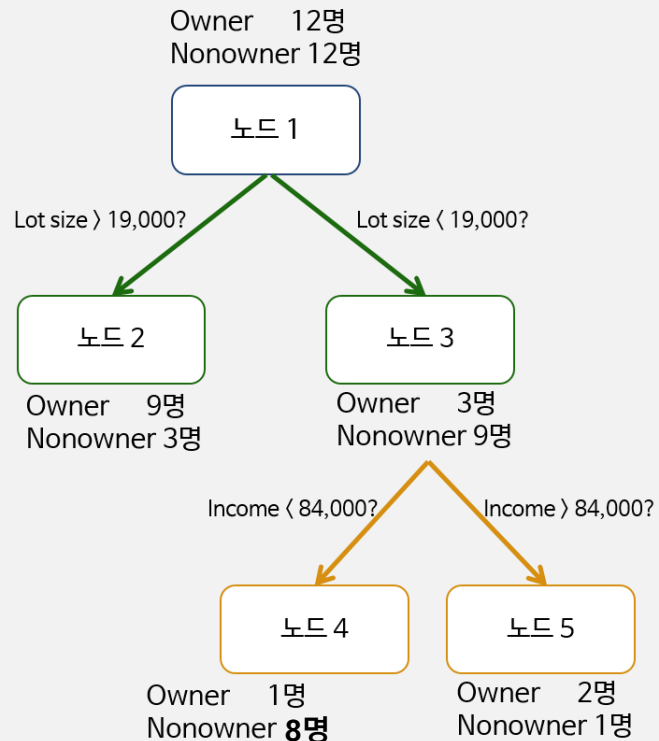 Owner 12명
Nonowner 12명
노드 1
Lot size > 19,000?
Lot size < 19,000?
노드 2
노드 3
Owner 9명
Nonowner 3명
Owner 3명
Nonowner 9명
Income < 84,000?
Income > 84,000?
노드 4
노드 5
Owner 1명
Nonowner 8명
Owner 2명
Nonowner 1명